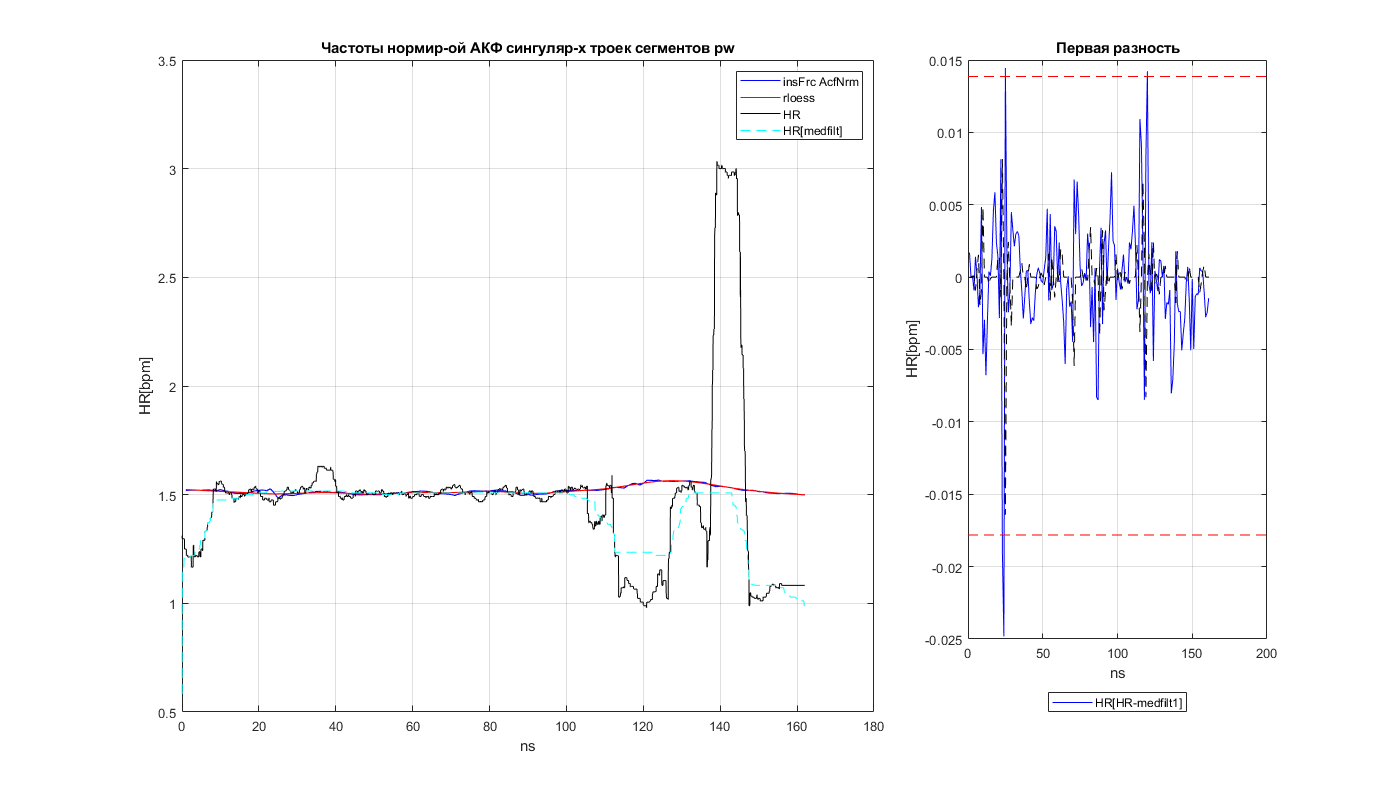 Частоты нормир-ой АКФ сингуляр-х троек сегментов pw
3.5
3
2.5
2
1.5
1
0.5
HR[bpm]
0 20 40 60 80 100 120 140 160 180
ns
insFrc AcfNrm
rloess
HR
HR[medfilt]
Первая разность
0.015
0.01
0.005
0
-0.005
-0.01
-0.015
-0.02
-0.025
HR[bpm]
0 50 100 150 200
ns
HR[HR-medfilt1]